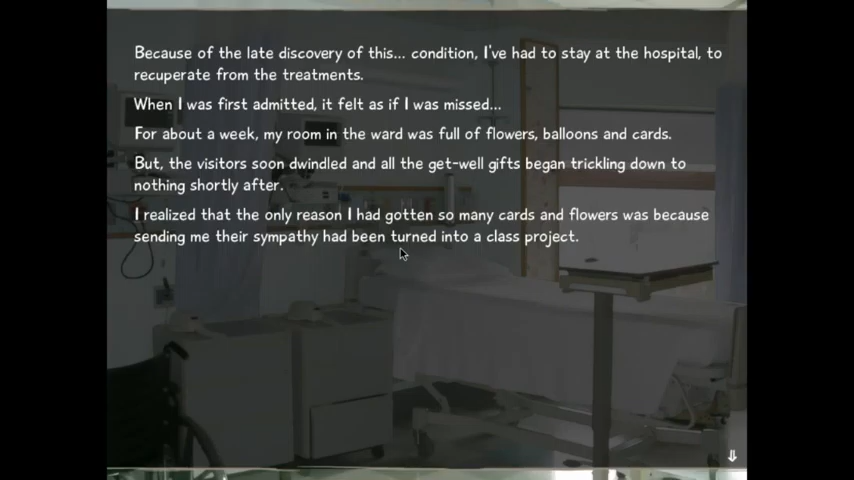 Because of the late discovery of this... condition, I've had to stay at the hospital, to
recuperate from the treatments.
When I was first admitted, it felt as if I was missed...
For about a week, my room in the ward was full of flowers, balloons and cards.
But, the visitors soon dwindled and all the get-well gifts began trickling down to
nothing shortly after.
I realized that the only reason I had gotten so many cards and flowers was because
sending me their sympathy had been turned into a class project.